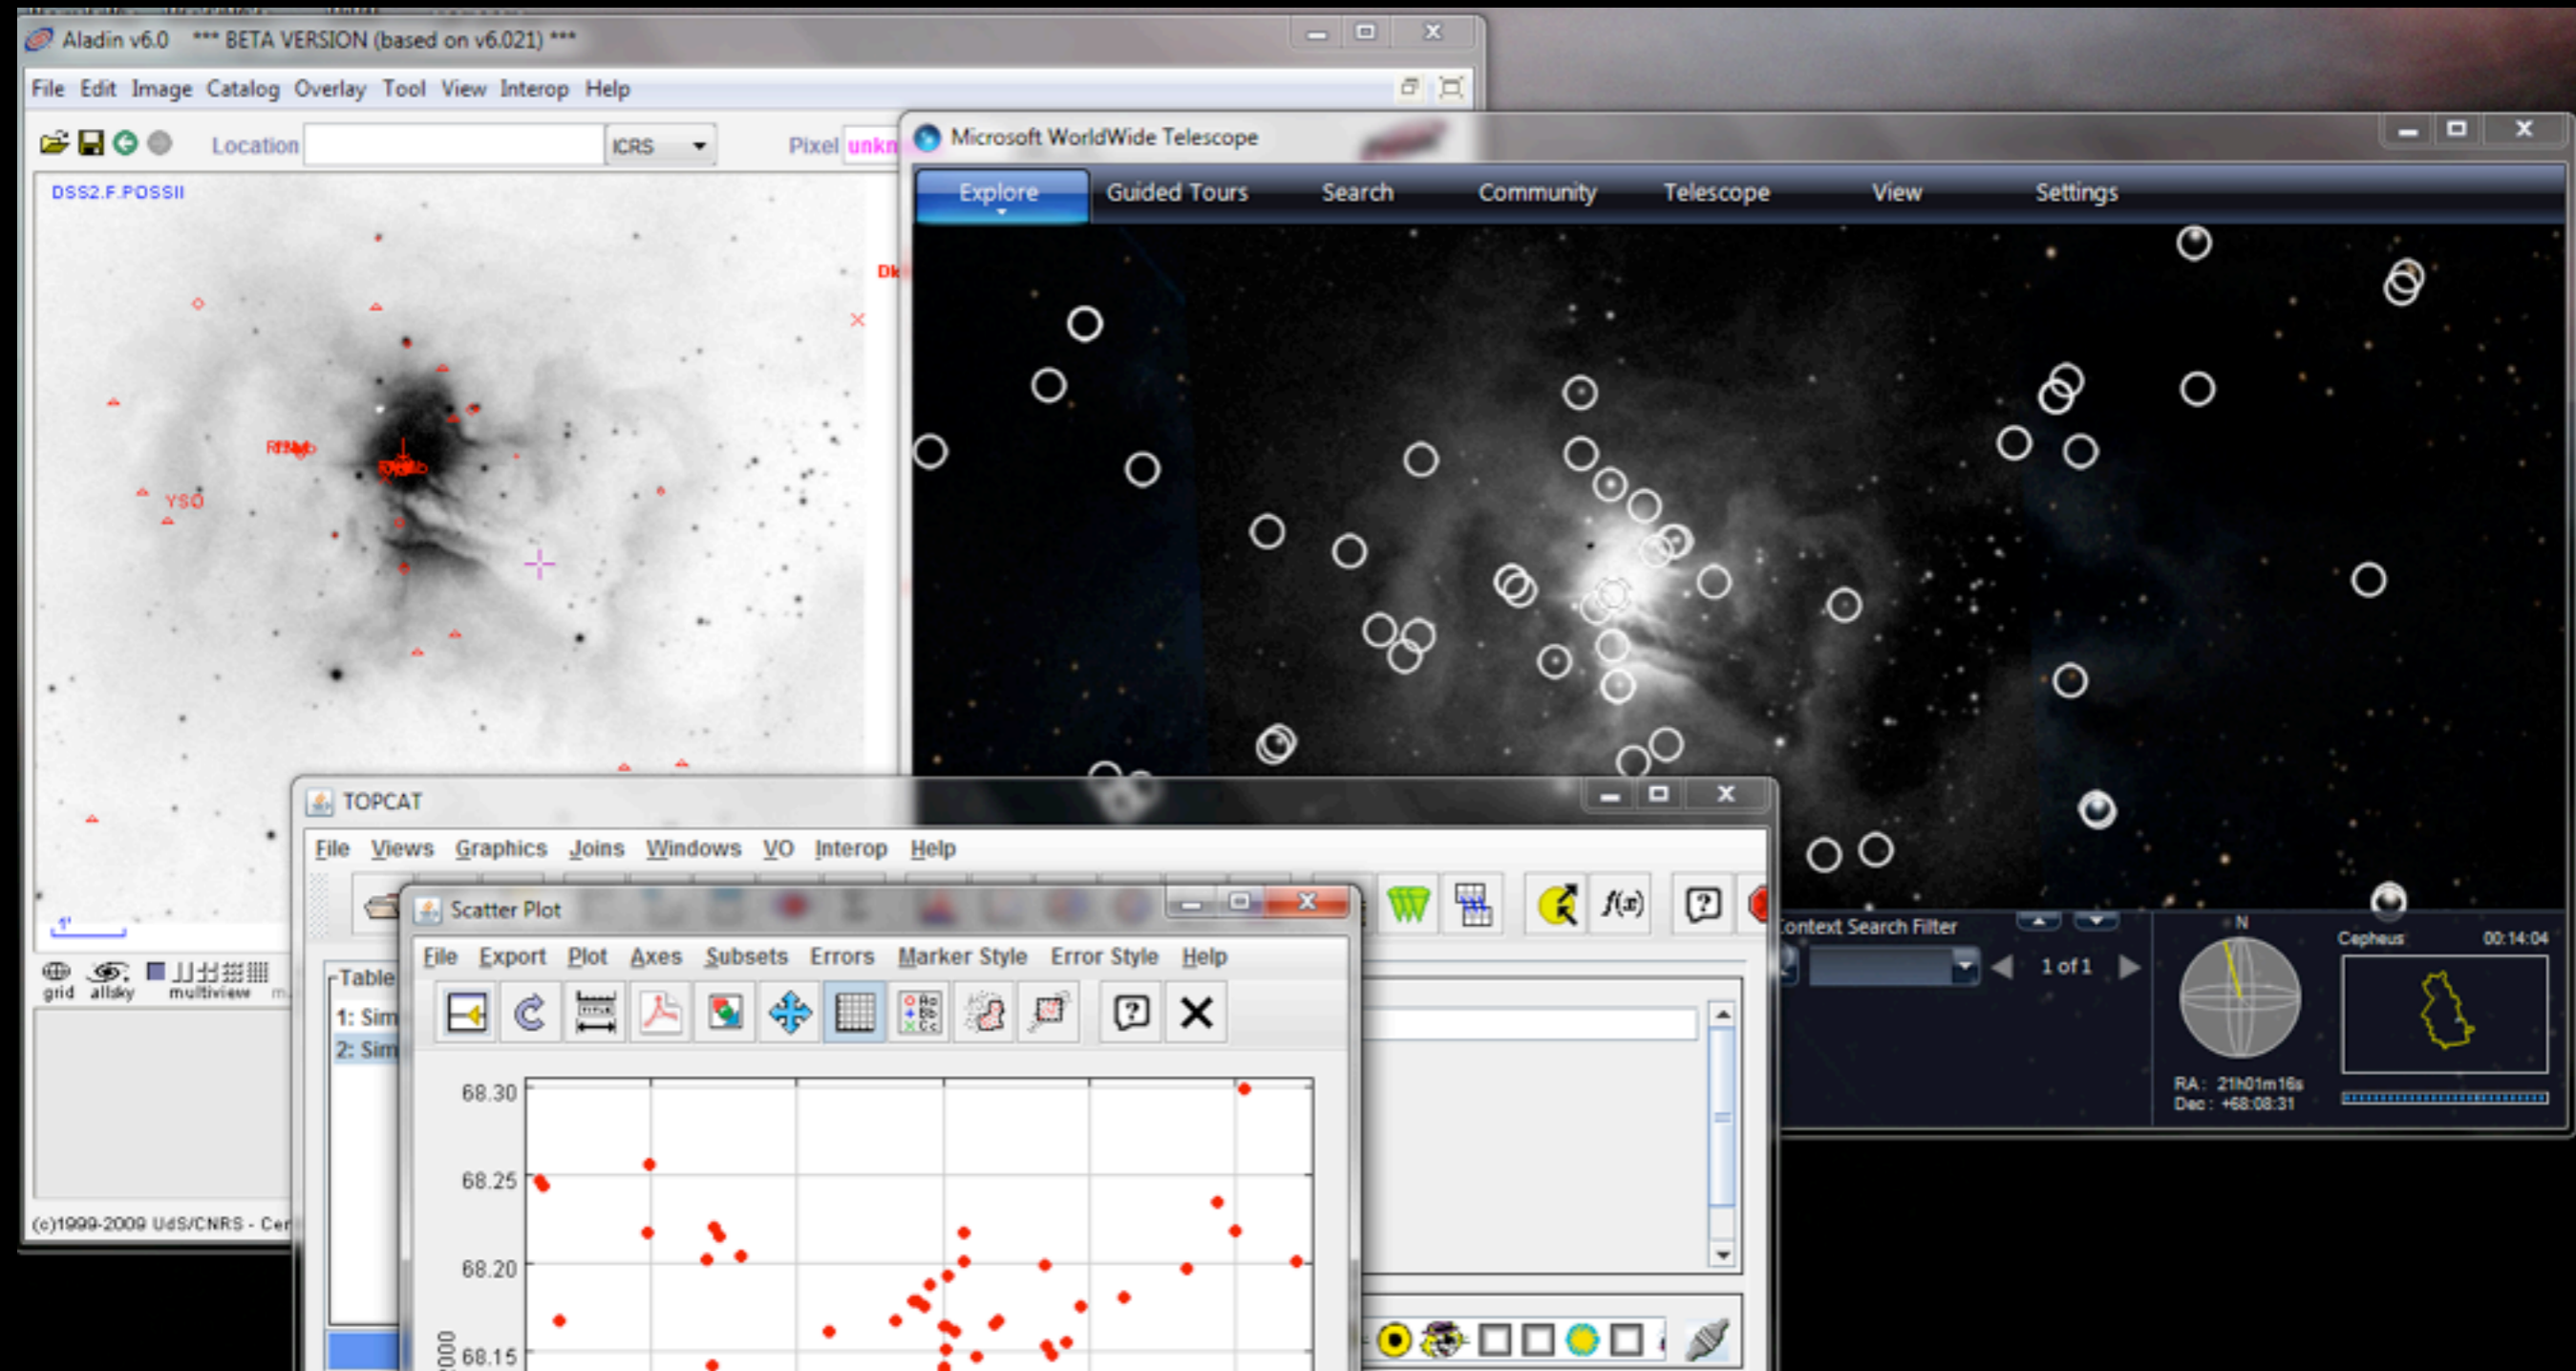 Aladin v6.0 *** BETA VERSION (based on v6.021) ***
File Edit Image Catalog Overlay Tool View Interop Help
Location
ICRS
Pixel unkn
DSS2.F.POSSII
YSO
1'
grid allsky multiview
(c)1999-2009 UdS/CNRS - Cen
Microsoft WorldWide Telescope
Explore Guided Tours Search Community Telescope View Settings
Context Search Filter
1 of 1
N
Cepheus 00:14:04
RA : 21h01m16s
Dec : +68:08:31
TOPCAT
File Views Graphics Joins Windows VO Interop Help
f(x)
Table
1: Sim
2: Sim
Scatter Plot
File Export Plot Axes Subsets Errors Marker Style Error Style Help
68.30
68.25
68.20
68.15